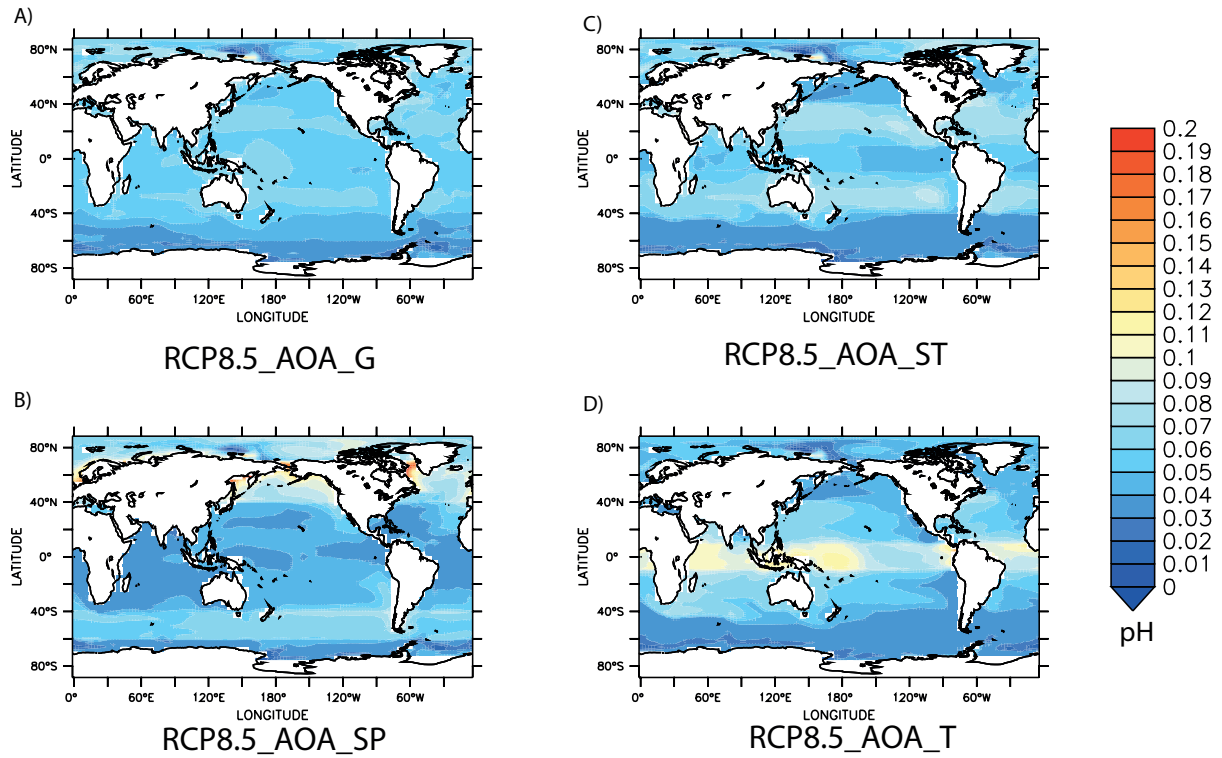 A)
80°N
40°N
0°
40°S
80°S
LATITUDE
0°
60°E
120°E
180°
120°W
60°W
LONGITUDE
RCP8.5_AOA_G
C)
80°N
40°N
0°
40°S
80°S
LATITUDE
0°
60°E
120°E
180°
120°W
60°W
LONGITUDE
RCP8.5_AOA_ST
B)
80°N
40°N
0°
40°S
80°S
LATITUDE
0°
60°E
120°E
180°
120°W
60°W
LONGITUDE
RCP8.5_AOA_SP
D)
80°N
40°N
0°
40°S
80°S
LATITUDE
0°
60°E
120°E
180°
120°W
60°W
LONGITUDE
RCP8.5_AOA_T
0.2
0.19
0.18
0.17
0.16
0.15
0.14
0.13
0.12
0.11
0.1
0.09
0.08
0.07
0.06
0.05
0.04
0.03
0.02
0.01
0
pH